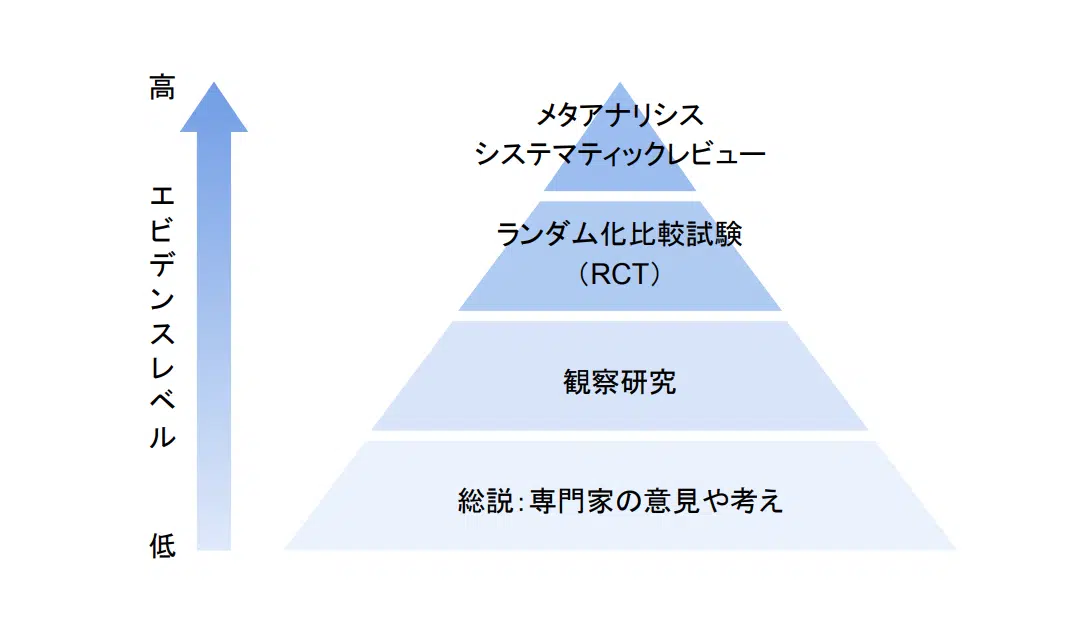 高
エビデンスレベル
低
メタアナリシス
システマティックレビュー
ランダム化比較試験
（RCT）
観察研究
総説：専門家の意見や考え